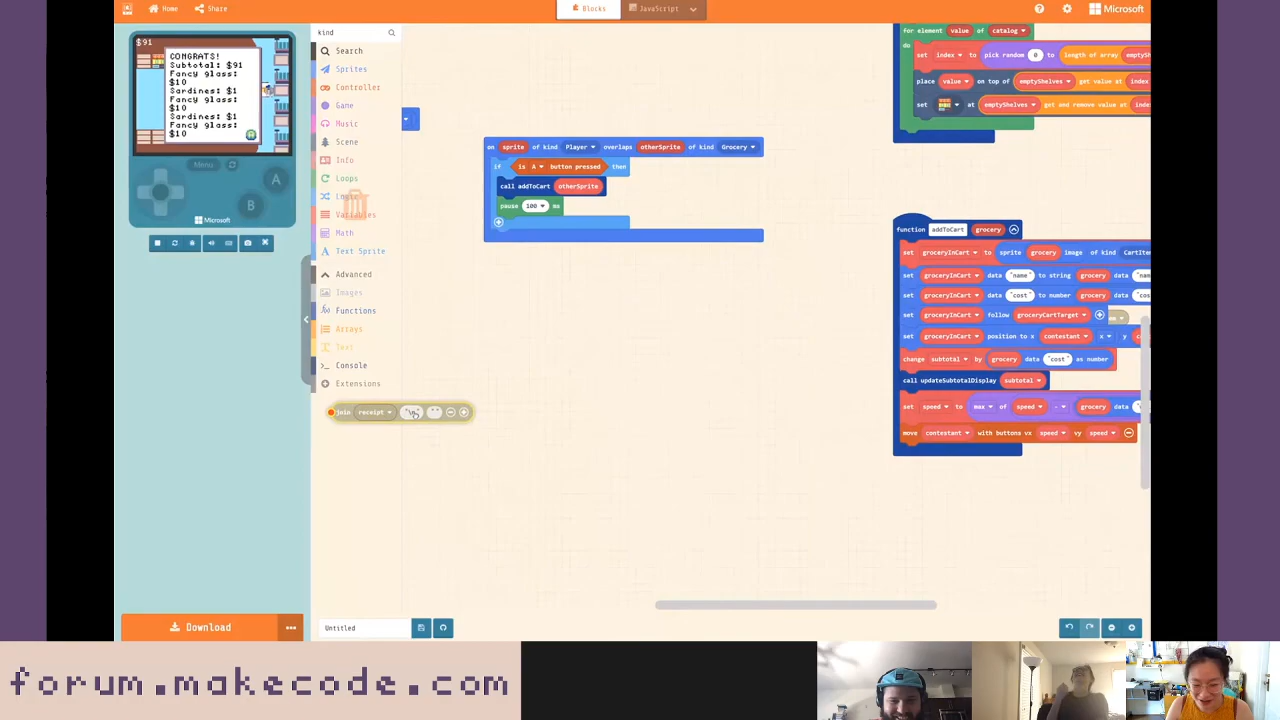 Home Share Blocks JavaScript Microsoft
$91
CONGRATS!
Subtotal: $91
Fancy glass:
$10
Sardines: $1
Fancy glass:
$10
Sardines: $1
Fancy glass:
$10
Menu
A
B
Microsoft
Download
kind
Search
Sprites
Controller
Game
Music
Scene
Info
Loops
Logic
Variables
Math
Text Sprite
Advanced
Images
Functions
Arrays
Text
Console
Extensions
join receipt
on sprite of kind Player overlaps otherSprite of kind Grocery
if is A button pressed then
call addToCart otherSprite
pause 100 ms
for element value of catalog
do
set index to pick random 0 to length of array
place value on top of emptyShelves get value at index
set at emptyShelves get and remove value at
function addToCart grocery
set groceryInCart to sprite grocery image of kind
set groceryInCart data "name" to string grocery data
set groceryInCart data "cost" to number grocery data
set groceryInCart follow groceryCartTarget
set groceryInCart position to x contestant x y
change subtotal by grocery data "cost" as number
call updateSubtotalDisplay subtotal
set speed to max of speed - grocery data
move contestant with buttons vx speed vy speed
Untitled
forum.makecode.com